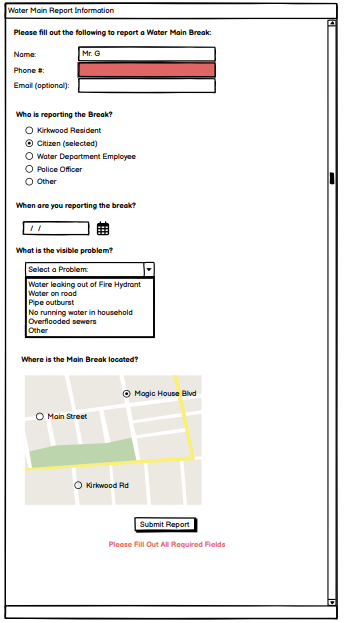 Water Main Report Information
Please fill out the following to report a Water Main Break:
Name: Mr. G
Phone #:
Email (optional):
Who is reporting the Break?
Kirkwood Resident
Citizen (selected)
Water Department Employee
Police Officer
Other
When are you reporting the break?
/ /
What is the visible problem?
Select a Problem:
Water leaking out of Fire Hydrant
Water on road
Pipe outburst
No running water in household
Overflooded sewers
Other
Where is the Main Break located?
Magic House Blvd
Main Street
Kirkwood Rd
Submit Report
Please Fill Out All Required Fields